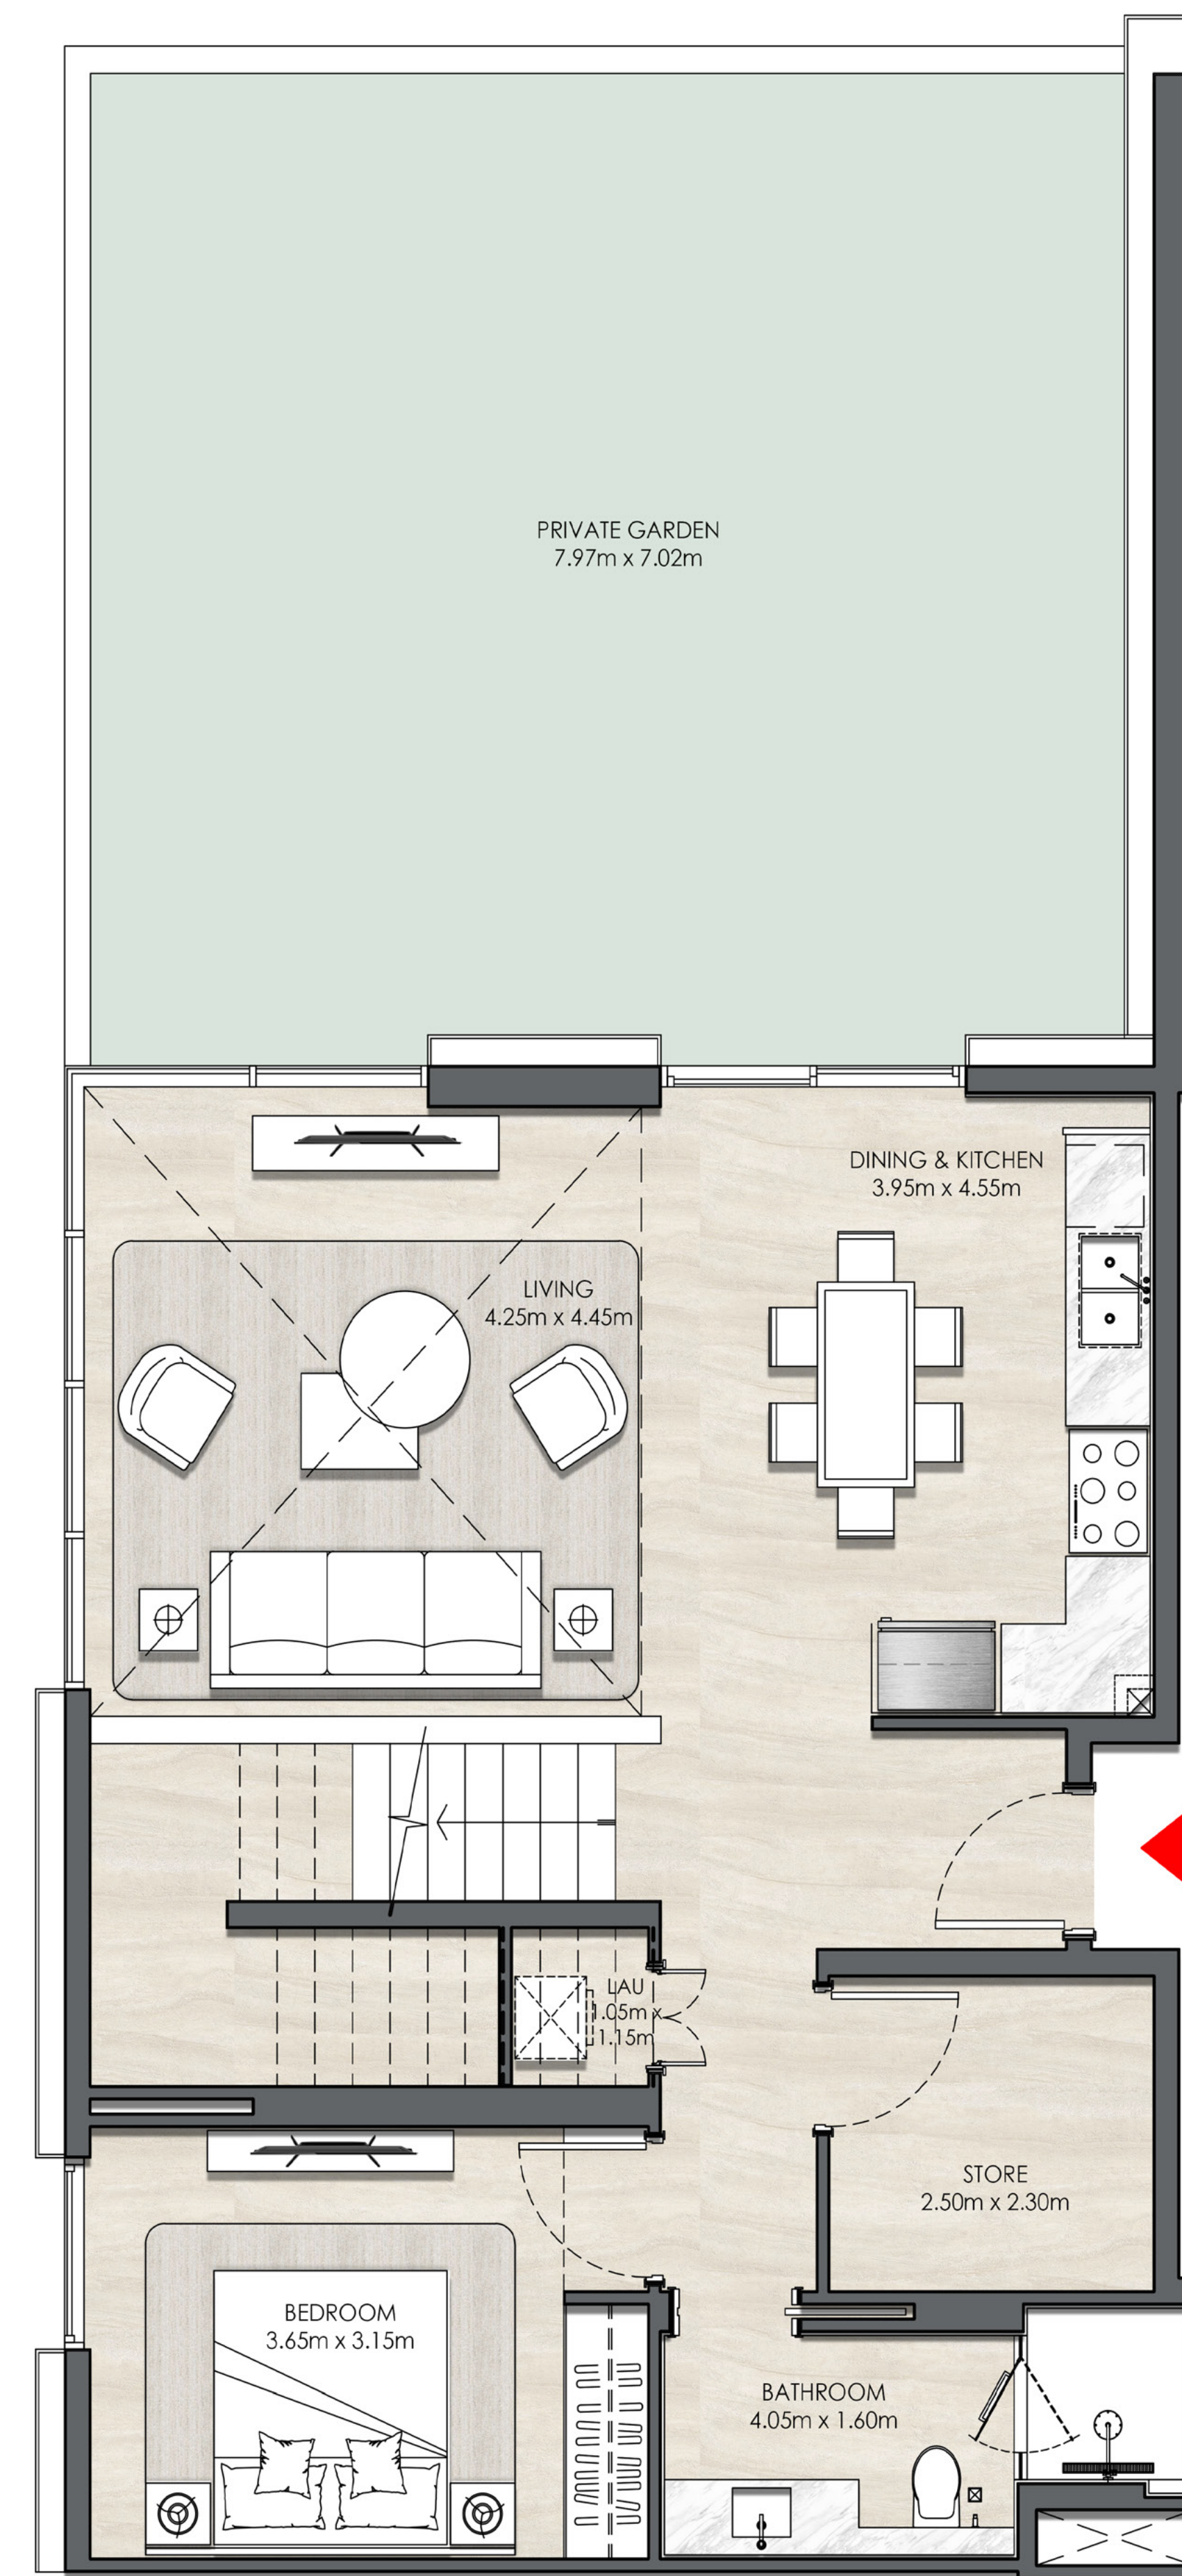 PRIVATE GARDEN
7.97m x 7.02m
DINING & KITCHEN
3.95m x 4.55m
LIVING
4.25m x 4.45m
LAU
1.05m x
1.15m
STORE
2.50m x 2.30m
BEDROOM
3.65m x 3.15m
BATHROOM
4.05m x 1.60m